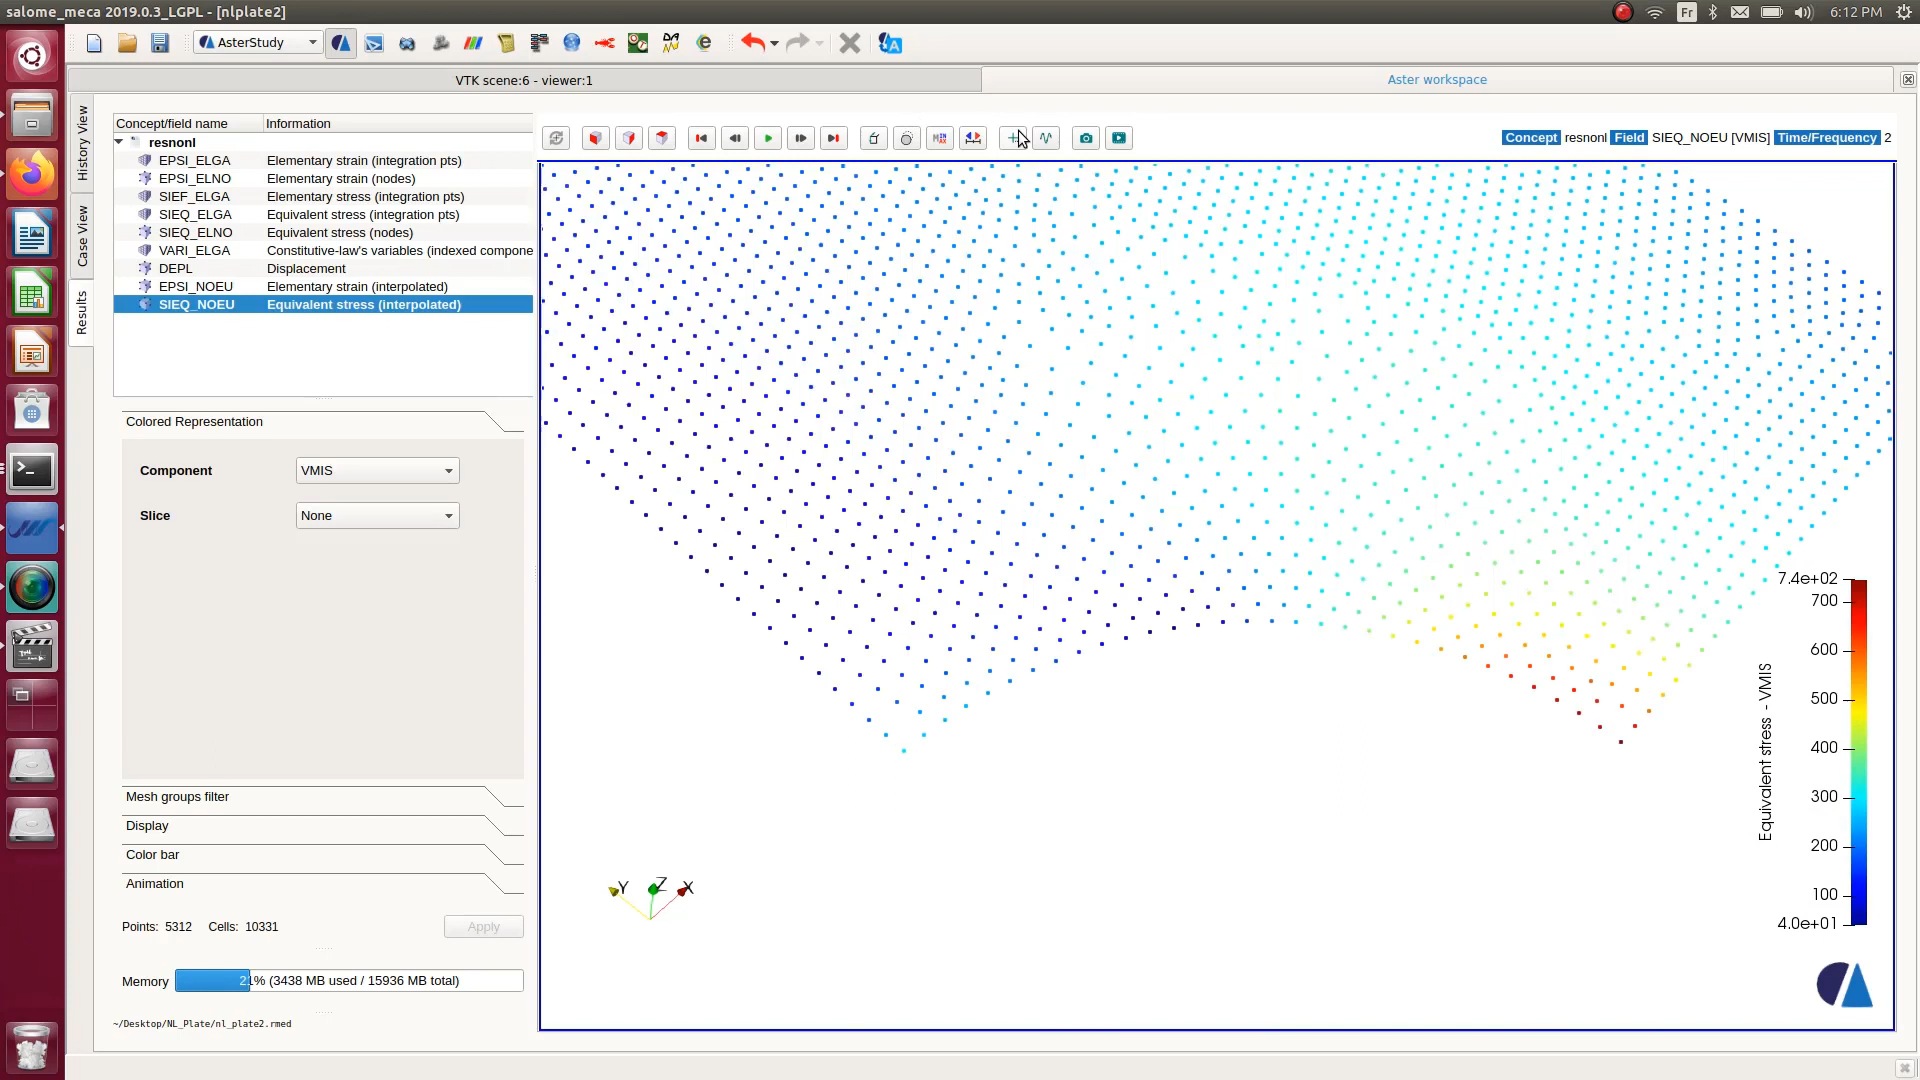 salome_meca 2019.0.3_LGPL - [nlplate2]
Fr
6:12 PM
AsterStudy
VTK scene:6 - viewer:1
Aster workspace
History View
Case View
Results
Concept/field name
Information
resnonl
EPSI_ELGA Elementary strain (integration pts)
EPSI_ELNO Elementary strain (nodes)
SIEF_ELGA Elementary stress (integration pts)
SIEQ_ELGA Equivalent stress (integration pts)
SIEQ_ELNO Equivalent stress (nodes)
VARI_ELGA Constitutive-law's variables (indexed compone
DEPL Displacement
EPSI_NOEU Elementary strain (interpolated)
SIEQ_NOEU Equivalent stress (interpolated)
MIN
MAX
Concept resnonl Field SIEQ_NOEU [VMIS] Time/Frequency 2
Colored Representation
Component VMIS
Slice None
Mesh groups filter
Display
Color bar
Animation
Points: 5312 Cells: 10331
Apply
Memory 21% (3438 MB used / 15936 MB total)
~/Desktop/NL_Plate/nl_plate2.rmed
Y Z X
Equivalent stress - VMIS
7.4e+02
700
600
500
400
300
200
100
4.0e+01